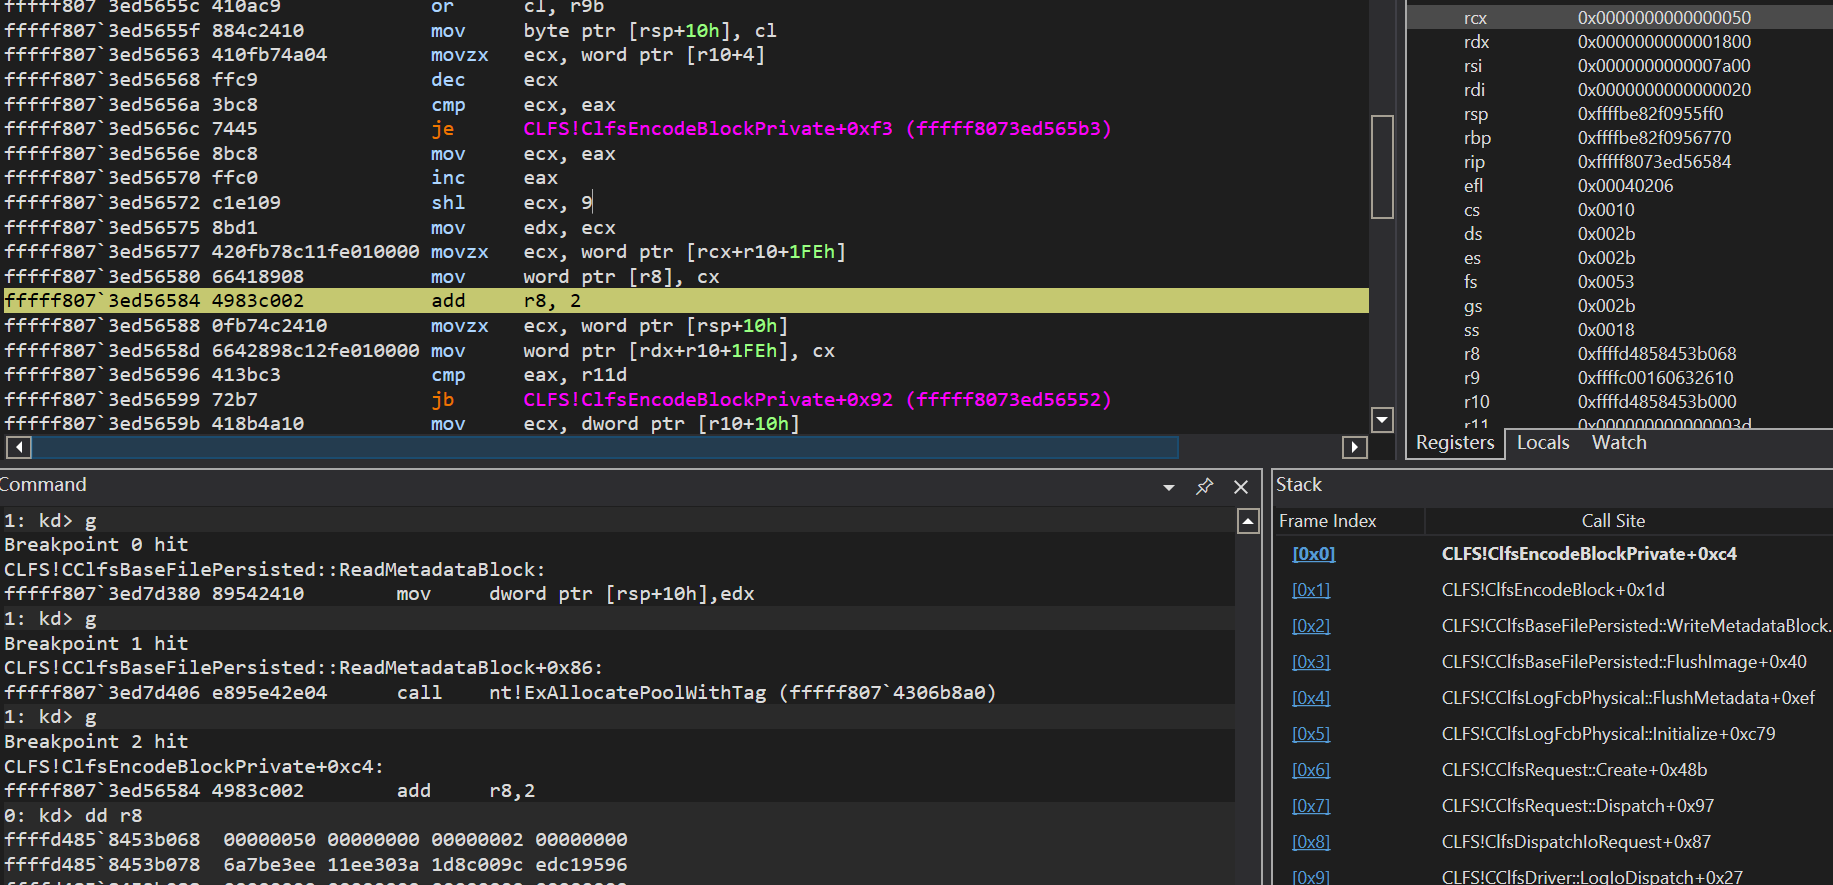 fffff807`3ed5655c 410ac9 or cl, r9b
fffff807`3ed5655f 884c2410 mov byte ptr [rsp+10h], cl
fffff807`3ed56563 410fb74a04 movzx ecx, word ptr [r10+4]
fffff807`3ed56568 ffc9 dec ecx
fffff807`3ed5656a 3bc8 cmp ecx, eax
fffff807`3ed5656c 7445 je CLFS!ClfsEncodeBlockPrivate+0xf3 (fffff8073ed565b3)
fffff807`3ed5656e 8bc8 mov ecx, eax
fffff807`3ed56570 ffc0 inc eax
fffff807`3ed56572 c1e109 shl ecx, 9
fffff807`3ed56575 8bd1 mov edx, ecx
fffff807`3ed56577 420fb78c11fe010000 movzx ecx, word ptr [rcx+r10+1FEh]
fffff807`3ed56580 66418908 mov word ptr [r8], cx
fffff807`3ed56584 4983c002 add r8, 2
fffff807`3ed56588 0fb74c2410 movzx ecx, word ptr [rsp+10h]
fffff807`3ed5658d 6642898c12fe010000 mov word ptr [rdx+r10+1FEh], cx
fffff807`3ed56596 413bc3 cmp eax, r11d
fffff807`3ed56599 72b7 jb CLFS!ClfsEncodeBlockPrivate+0x92 (fffff8073ed56552)
fffff807`3ed5659b 418b4a10 mov ecx, dword ptr [r10+10h]
rcx 0x0000000000000050
rdx 0x0000000000001800
rsi 0x0000000000007a00
rdi 0x0000000000000020
rsp 0xffffbe82f0955ff0
rbp 0xffffbe82f0956770
rip 0xfffff8073ed56584
efl 0x00040206
cs 0x0010
ds 0x002b
es 0x002b
fs 0x0053
gs 0x002b
ss 0x0018
r8 0xffffd4858453b068
r9 0xffffc00160632610
r10 0xffffd4858453b000
r11 0x000000000000003d
Registers Locals Watch
Command
1: kd> g
Breakpoint 0 hit
CLFS!CClfsBaseFilePersisted::ReadMetadataBlock:
fffff807`3ed7d380 89542410 mov dword ptr [rsp+10h],edx
1: kd> g
Breakpoint 1 hit
CLFS!CClfsBaseFilePersisted::ReadMetadataBlock+0x86:
fffff807`3ed7d406 e895e42e04 call nt!ExAllocatePoolWithTag (fffff807`4306b8a0)
1: kd> g
Breakpoint 2 hit
CLFS!ClfsEncodeBlockPrivate+0xc4:
fffff807`3ed56584 4983c002 add r8,2
0: kd> dd r8
ffffd485`8453b068 00000050 00000000 00000002 00000000
ffffd485`8453b078 6a7be3ee 11ee303a 1d8c009c edc19596
Stack
Frame Index Call Site
[0x0] CLFS!ClfsEncodeBlockPrivate+0xc4
[0x1] CLFS!ClfsEncodeBlock+0x1d
[0x2] CLFS!CClfsBaseFilePersisted::WriteMetadataBlock.
[0x3] CLFS!CClfsBaseFilePersisted::FlushImage+0x40
[0x4] CLFS!CClfsLogFcbPhysical::FlushMetadata+0xef
[0x5] CLFS!CClfsLogFcbPhysical::Initialize+0xc79
[0x6] CLFS!CClfsRequest::Create+0x48b
[0x7] CLFS!CClfsRequest::Dispatch+0x97
[0x8] CLFS!ClfsDispatchIoRequest+0x87
[0x9] CLFS!CClfsDriver::LogIoDispatch+0x27